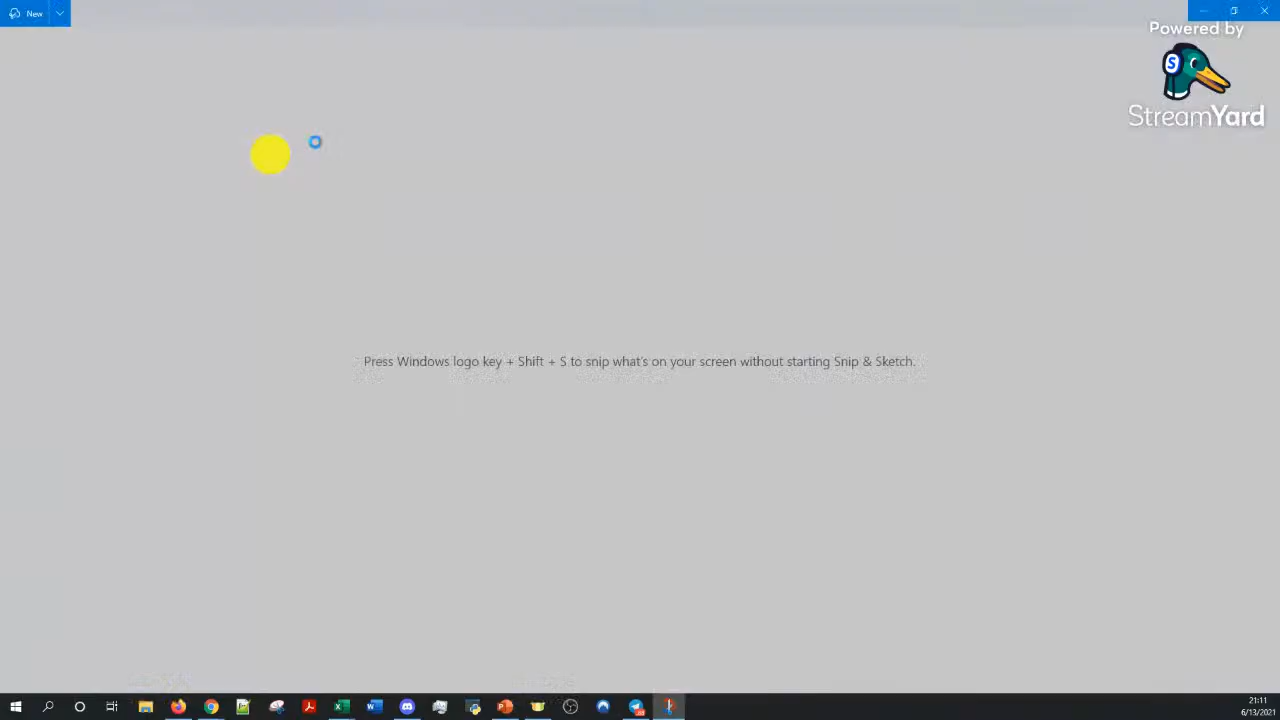 New
Powered by
S
StreamYard
Press Windows logo key + Shift + S to snip what's on your screen without starting Snip & Sketch.
21:11
6/13/2021